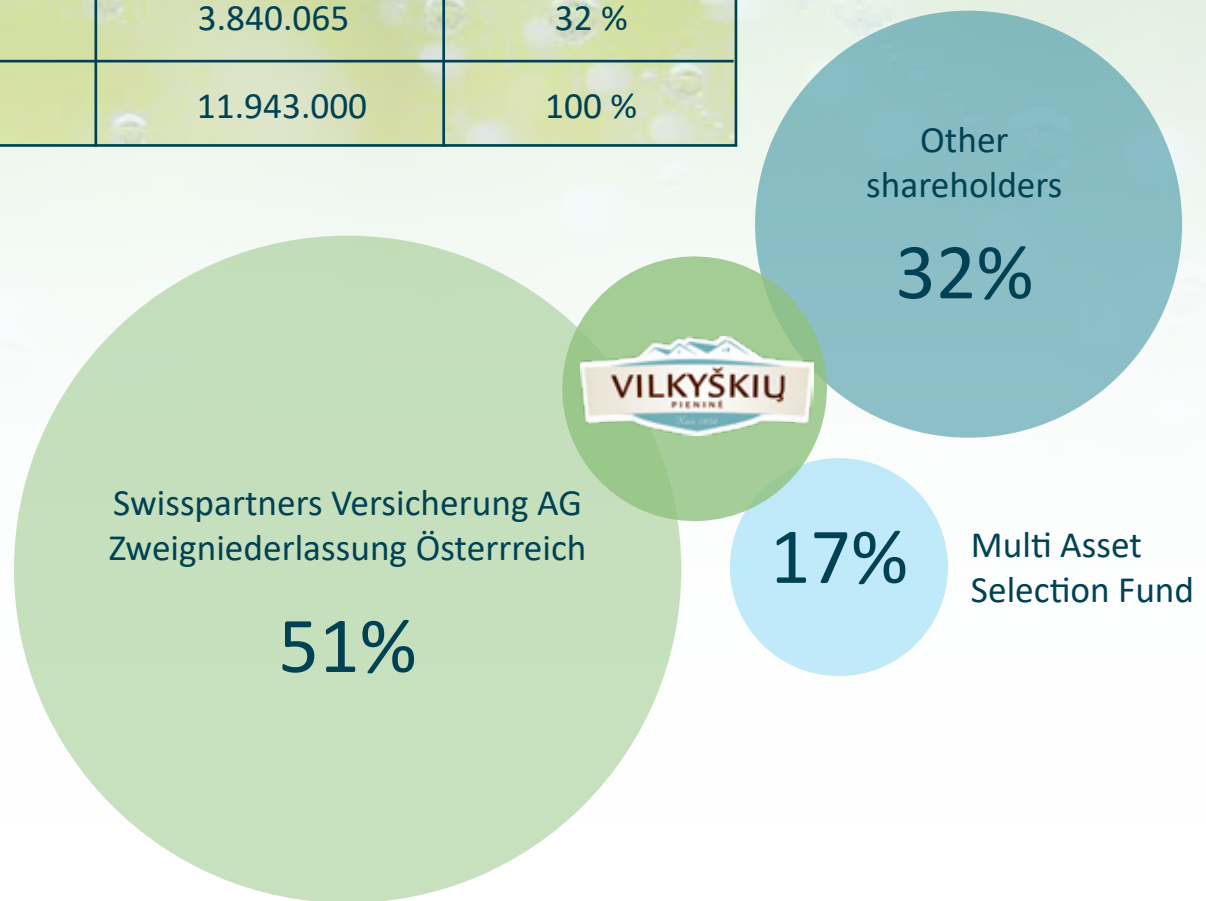 3.840.065 32 %
11.943.000 100 %
Other
shareholders
32%
VILKYŠKIŲ
PIENINĖ
Swisspartners Versicherung AG
Zweigniederlassung Österrreich
51%
17%
Multi Asset
Selection Fund